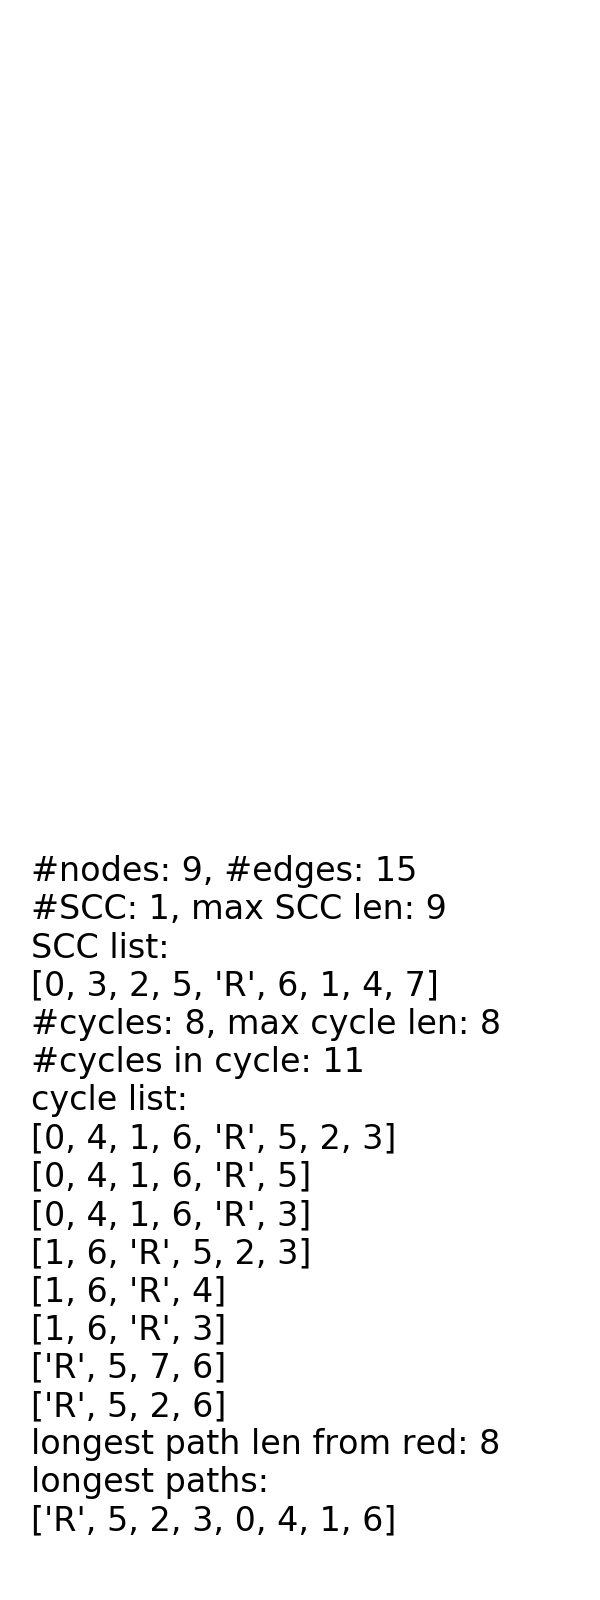 #nodes: 9, #edges: 15
#SCC: 1, max SCC len: 9
SCC list:
[0, 3, 2, 5, 'R', 6, 1, 4, 7]
#cycles: 8, max cycle len: 8
#cycles in cycle: 11
cycle list:
[0, 4, 1, 6, 'R', 5, 2, 3]
[0, 4, 1, 6, 'R', 5]
[0, 4, 1, 6, 'R', 3]
[1, 6, 'R', 5, 2, 3]
[1, 6, 'R', 4]
[1, 6, 'R', 3]
['R', 5, 7, 6]
['R', 5, 2, 6]
longest path len from red: 8
longest paths:
['R', 5, 2, 3, 0, 4, 1, 6]